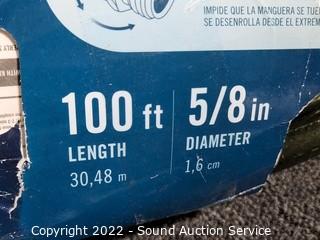 IMPIDE QUE LA MANGUERA SE TUE
SE DESENROLLA DESDE EL EXTREM
100 ft
LENGTH
30,48 m
5/8 in
DIAMETER
1,6 cm
Copyright 2022 - Sound Auction Service